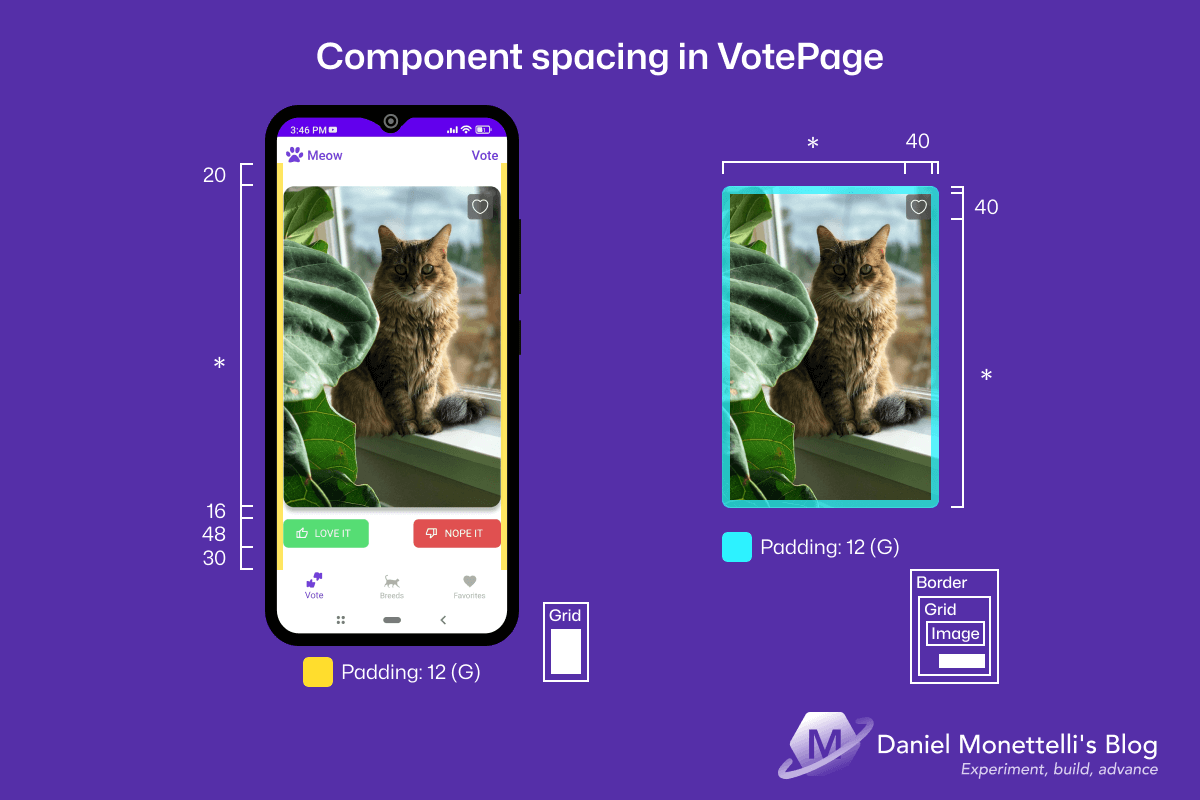 Component spacing in VotePage
3:46 PM
Meow
Vote
20
*
16
48
30
LOVE IT
NOPE IT
Vote
Breeds
Favorites
Padding: 12 (G)
Grid
*
40
40
*
Padding: 12 (G)
Border
Grid
Image
M
Daniel Monettelli's Blog
Experiment, build, advance